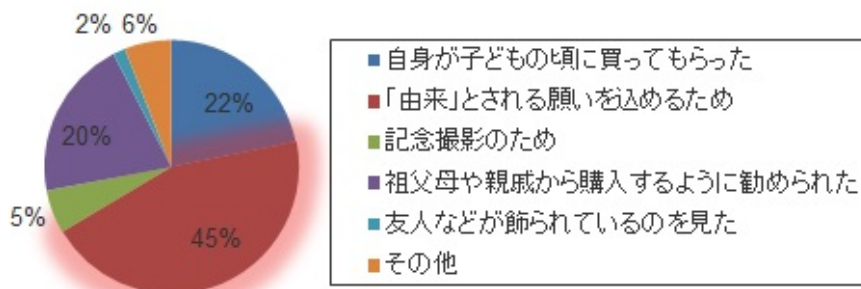 2% 6%
22%
20%
5%
45%
自身が子どもの頃に買ってもらった
「由来」とされる願いを込めるため
記念撮影のため
祖父母や親戚から購入するように勧められた
友人などが飾られているのを見た
その他